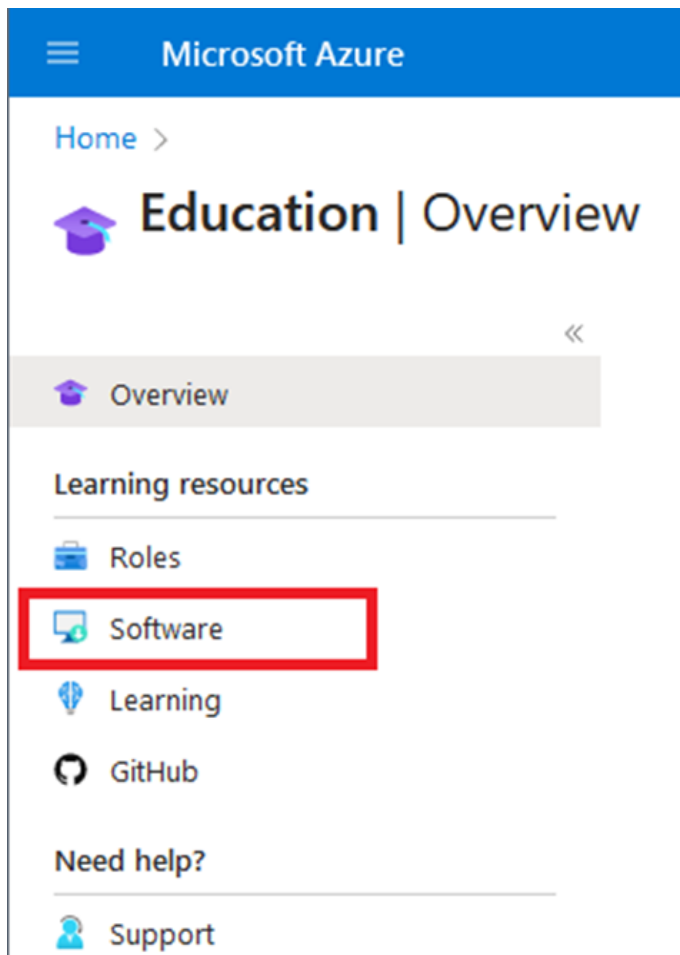 Microsoft Azure
Home >
Education | Overview
«
Overview
Learning resources
Roles
Software
Learning
GitHub
Need help?
Support